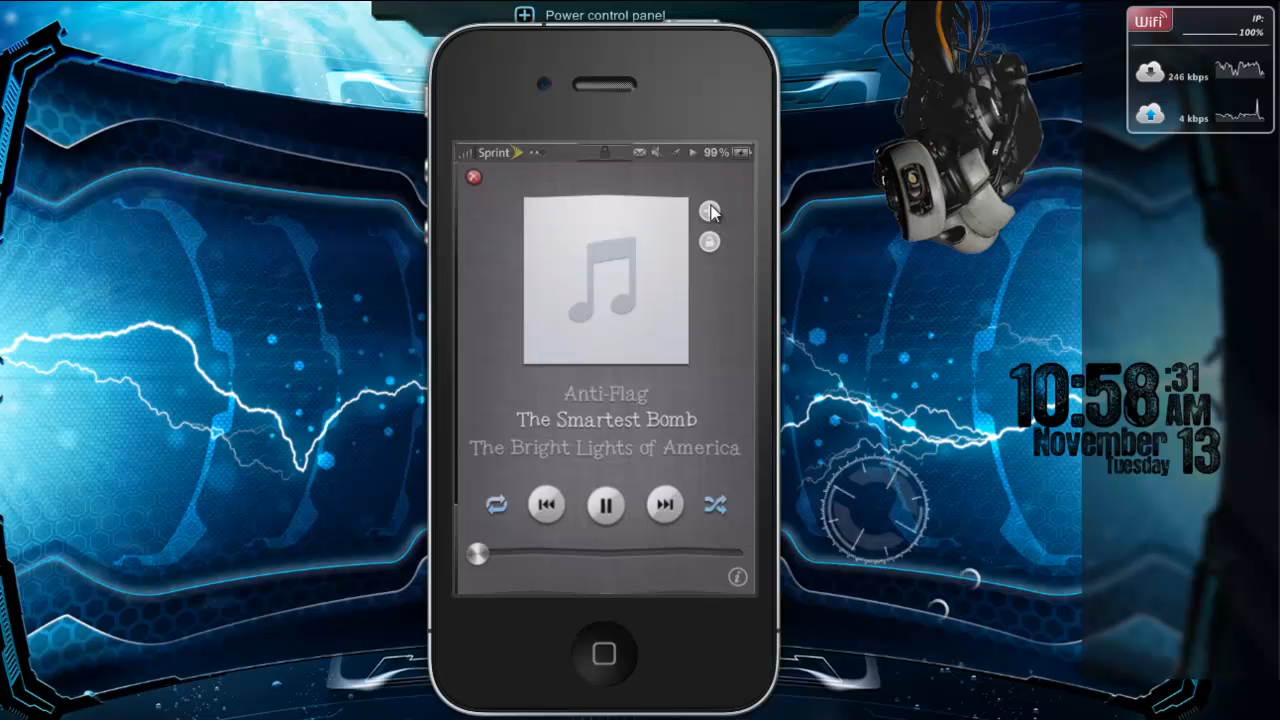 Power control panel
Wifi
IP:
100%
246 kbps
4 kbps
Sprint
99%
Anti-Flag
The Smartest Bomb
The Bright Lights of America
i
10:58:31
AM
November 13
Tuesday